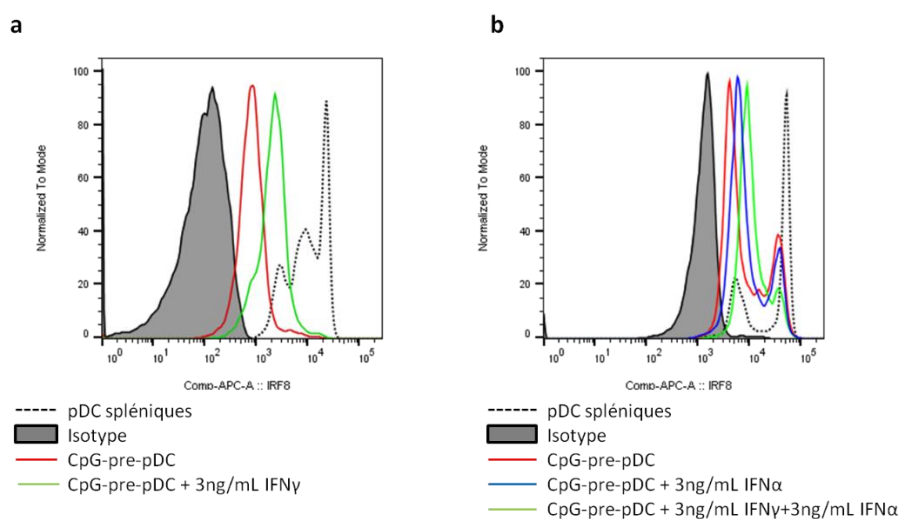 a
b
100
80
60
40
20
0
Normalized To Mode
10^0
10^1
10^2
10^3
10^4
10^5
Comp-APC-A :: IRF8
100
80
60
40
20
0
Normalized To Mode
10^0
10^1
10^2
10^3
10^4
10^5
Comp-APC-A :: IRF8
pDC spléniques
Isotype
CpG-pre-pDC
CpG-pre-pDC + 3ng/mL IFNγ
pDC spléniques
Isotype
CpG-pre-pDC
CpG-pre-pDC + 3ng/mL IFNα
CpG-pre-pDC + 3ng/mL IFNγ+3ng/mL IFNα